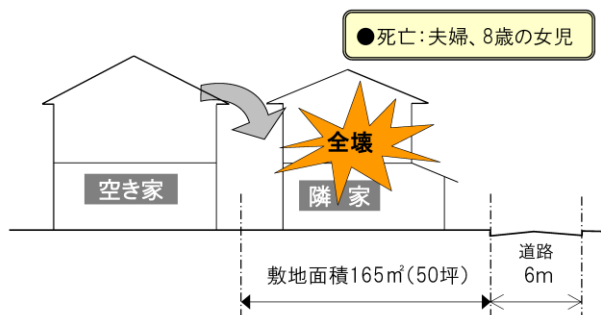 ●死亡：夫婦、8歳の女児
全壊
空き家
隣 家
道路
6m
敷地面積165㎡(50坪)